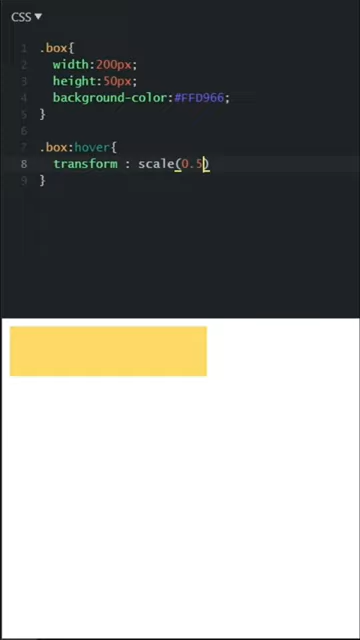 CSS
1 .box{
2 width:200px;
3 height:50px;
4 background-color:#FFD966;
5 }
6
7 .box:hover{
8 transform : scale(0.5)
9 }